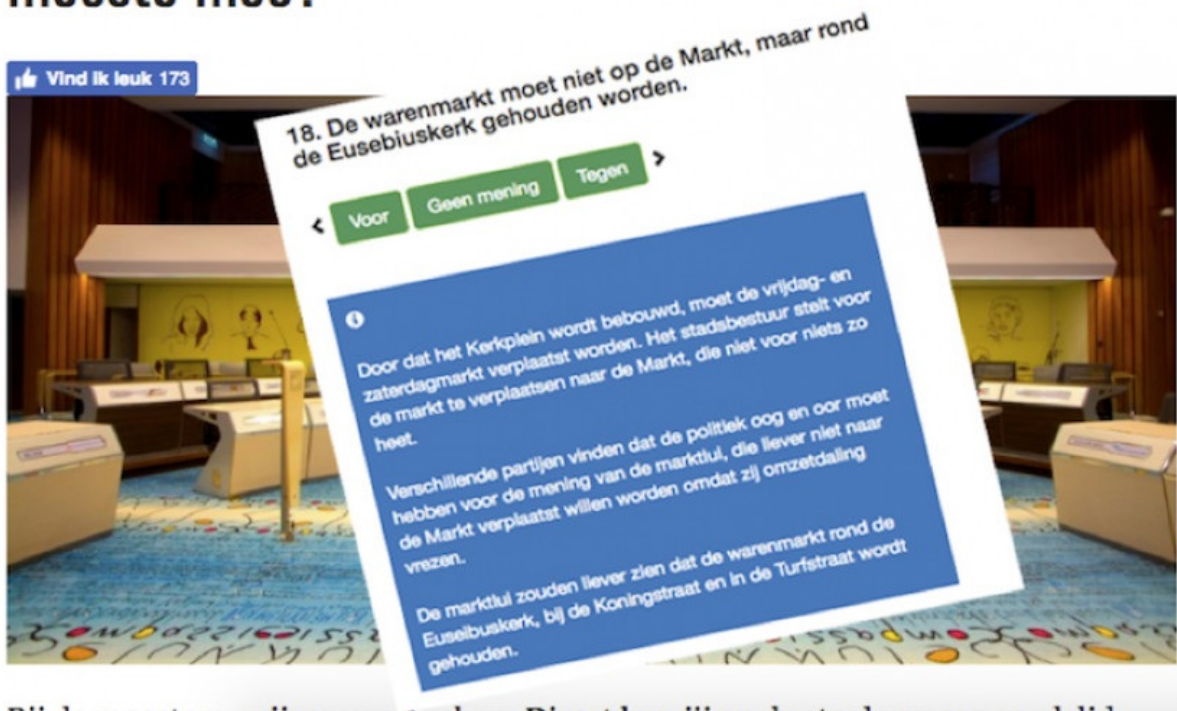 Vind ik leuk 173
18. De warenmarkt moet niet op de Markt, maar rond
de Eusebiuskerk gehouden worden.
Voor Geen mening Tegen
Door dat het Kerkplein wordt bebouwd, moet de vrijdag- en
zaterdagmarkt verplaatst worden. Het stadsbestuur stelt voor
de markt te verplaatsen naar de Markt, die niet voor niets zo
heet.
Verschillende partijen vinden dat de politiek oog en oor moet
hebben voor de mening van de marktlui, die liever niet naar
de Markt verplaatst willen worden omdat zij omzetdaling
vrezen.
De marktlui zouden liever zien dat de warenmarkt rond de
Euseibuskerk, bij de Koningstraat en in de Turfstraat wordt
gehouden.